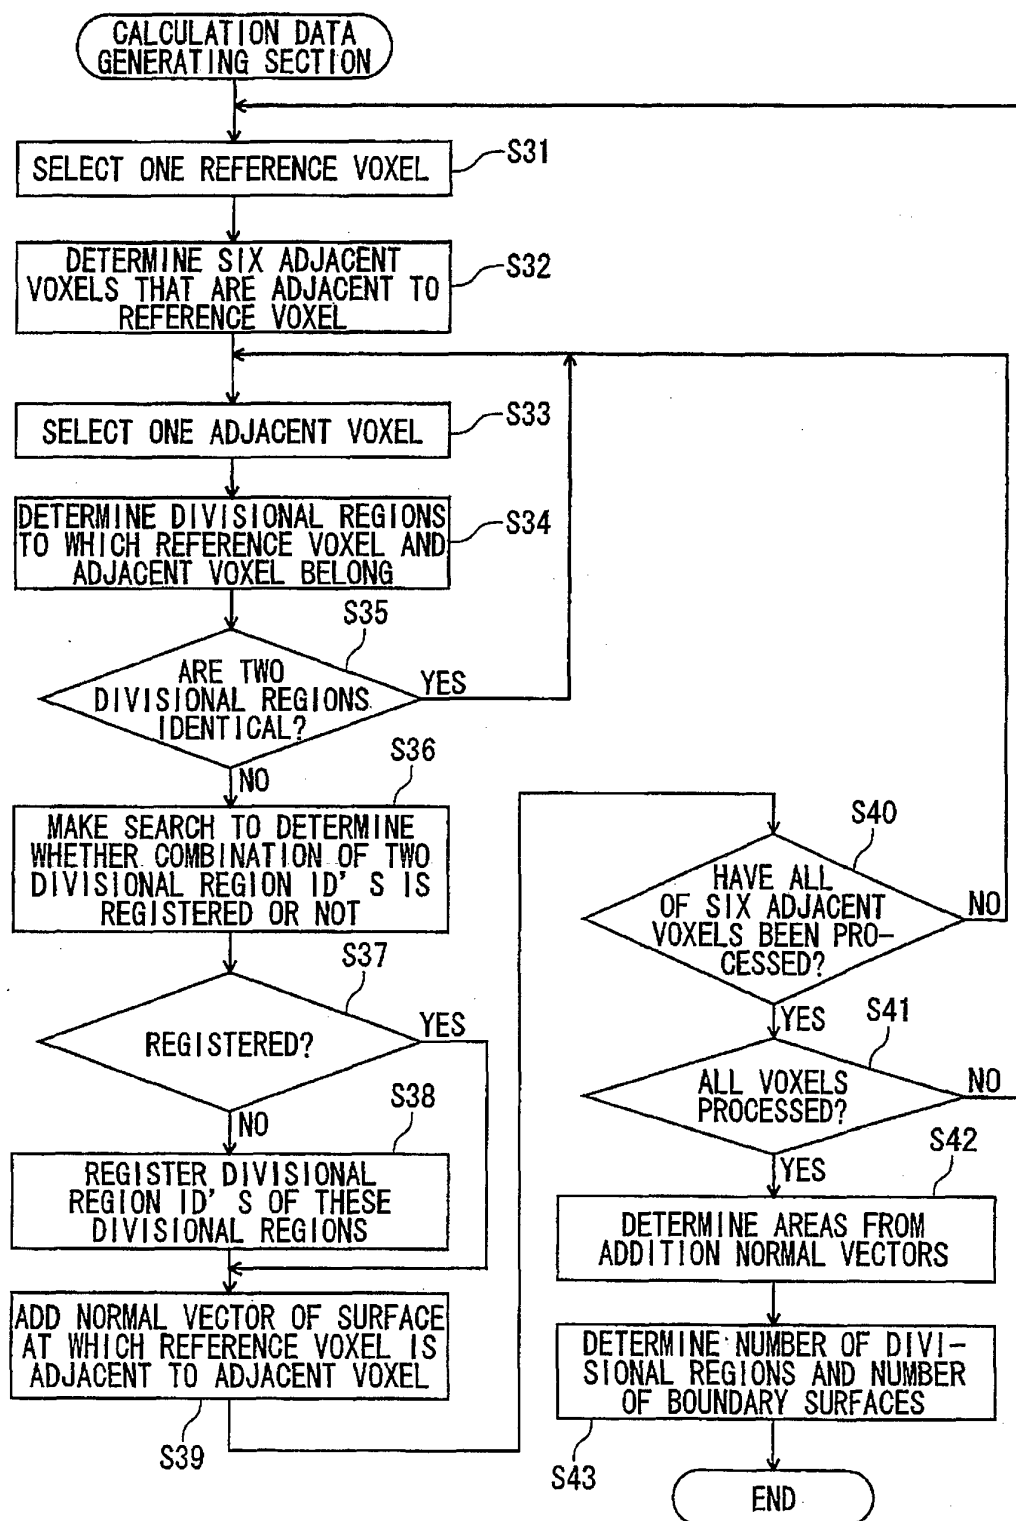 CALCULATION DATA
GENERATING SECTION
SELECT ONE REFERENCE VOXEL
S31
DETERMINE SIX ADJACENT
VOXELS THAT ARE ADJACENT TO
REFERENCE VOXEL
S32
SELECT ONE ADJACENT VOXEL
S33
DETERMINE DIVISIONAL REGIONS
TO WHICH REFERENCE VOXEL AND
ADJACENT VOXEL BELONG
S34
S35
ARE TWO
DIVISIONAL REGIONS
IDENTICAL?
YES
NO
S36
MAKE SEARCH TO DETERMINE
WHETHER COMBINATION OF TWO
DIVISIONAL REGION ID'S IS
REGISTERED OR NOT
S37
REGISTERED?
YES
NO
S38
REGISTER DIVISIONAL
REGION ID'S OF THESE
DIVISIONAL REGIONS
ADD NORMAL VECTOR OF SURFACE
AT WHICH REFERENCE VOXEL IS
ADJACENT TO ADJACENT VOXEL
S39
S40
HAVE ALL
OF SIX ADJACENT
VOXELS BEEN PRO-
CESSED?
NO
YES
S41
ALL VOXELS
PROCESSED?
NO
YES
S42
DETERMINE AREAS FROM
ADDITION NORMAL VECTORS
DETERMINE NUMBER OF DIVI-
SIONAL REGIONS AND NUMBER
OF BOUNDARY SURFACES
S43
END